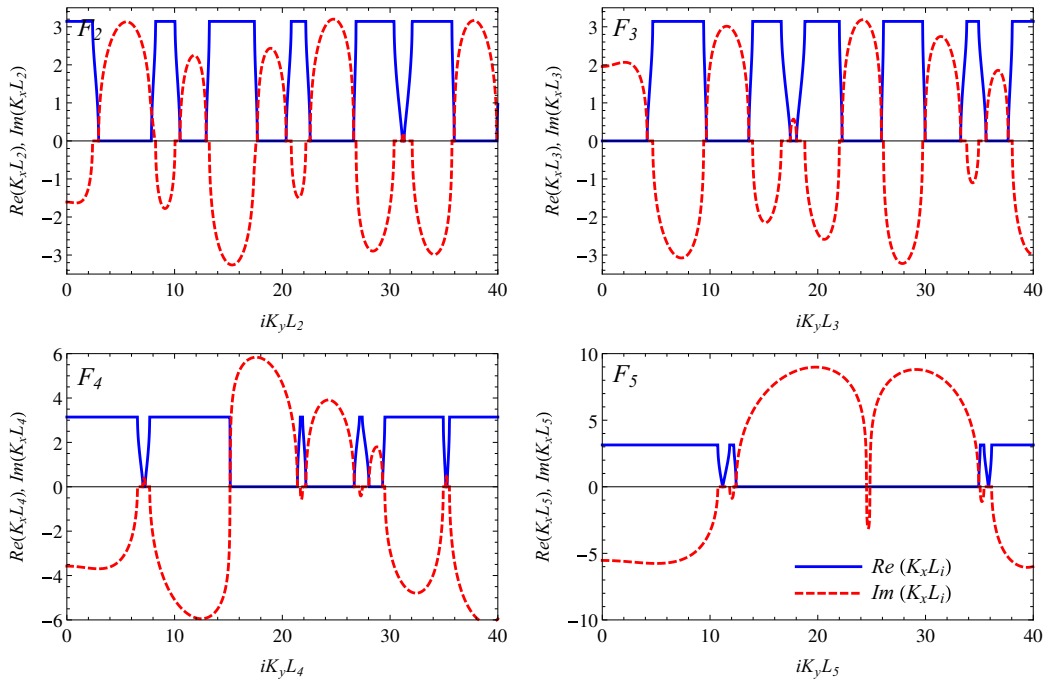 F2
3
2
1
0
−1
−2
−3
Re(KxL2), Im(KxL2)
0 10 20 30 40
iKyL2
F3
3
2
1
0
−1
−2
−3
Re(KxL3), Im(KxL3)
0 10 20 30 40
iKyL3
F4
6
4
2
0
−2
−4
−6
Re(KxL4), Im(KxL4)
0 10 20 30 40
iKyL4
F5
10
5
0
−5
−10
Re(KxL5), Im(KxL5)
Re (KxLi)
Im (KxLi)
0 10 20 30 40
iKyL5